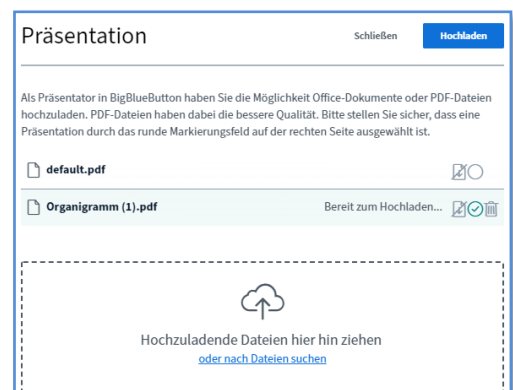 Präsentation
Schließen
Hochladen
Als Präsentator in BigBlueButton haben Sie die Möglichkeit Office-Dokumente oder PDF-Dateien
hochzuladen. PDF-Dateien haben dabei die bessere Qualität. Bitte stellen Sie sicher, dass eine
Präsentation durch das runde Markierungsfeld auf der rechten Seite ausgewählt ist.
default.pdf
Organigramm (1).pdf
Bereit zum Hochladen...
Hochzuladende Dateien hier hin ziehen
oder nach Dateien suchen